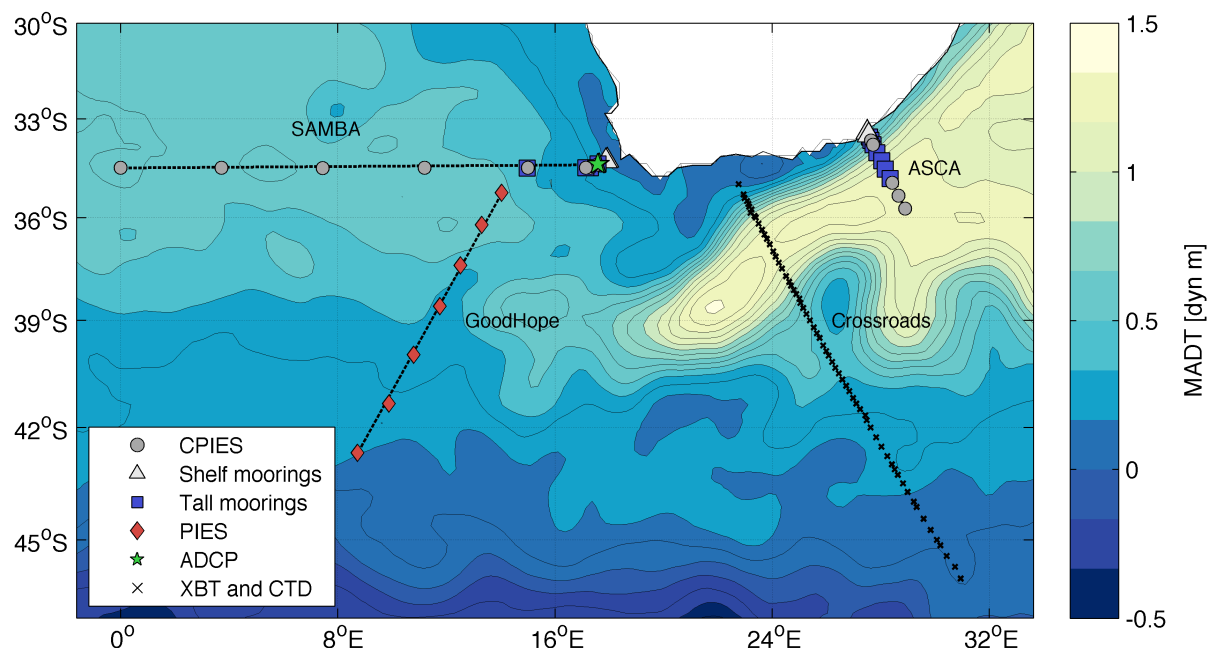 30°S
33°S
36°S
39°S
42°S
45°S
0°
8°E
16°E
24°E
32°E
SAMBA
ASCA
GoodHope
Crossroads
CPIES
Shelf moorings
Tall moorings
PIES
ADCP
XBT and CTD
1.5
1
0.5
0
-0.5
MADT [dyn m]